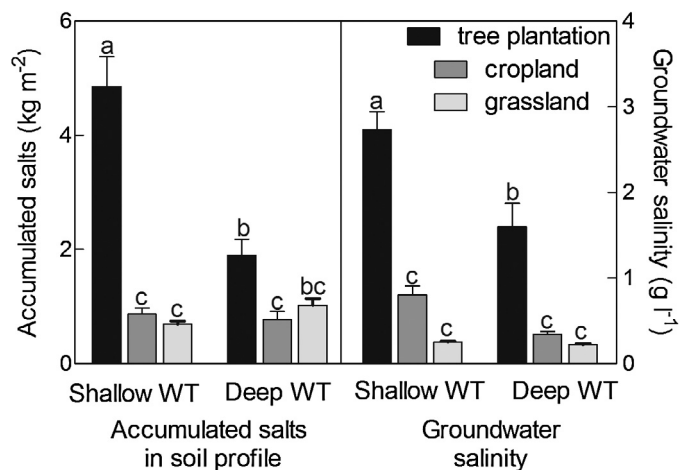 6
4
2
0
Accumulated salts (kg m-2)
a
c
c
b
c
bc
tree plantation
cropland
grassland
a
c
c
b
c
c
4
3
2
1
0
Groundwater salinity (g l-1)
Shallow WT
Deep WT
Shallow WT
Deep WT
Accumulated salts
in soil profile
Groundwater
salinity